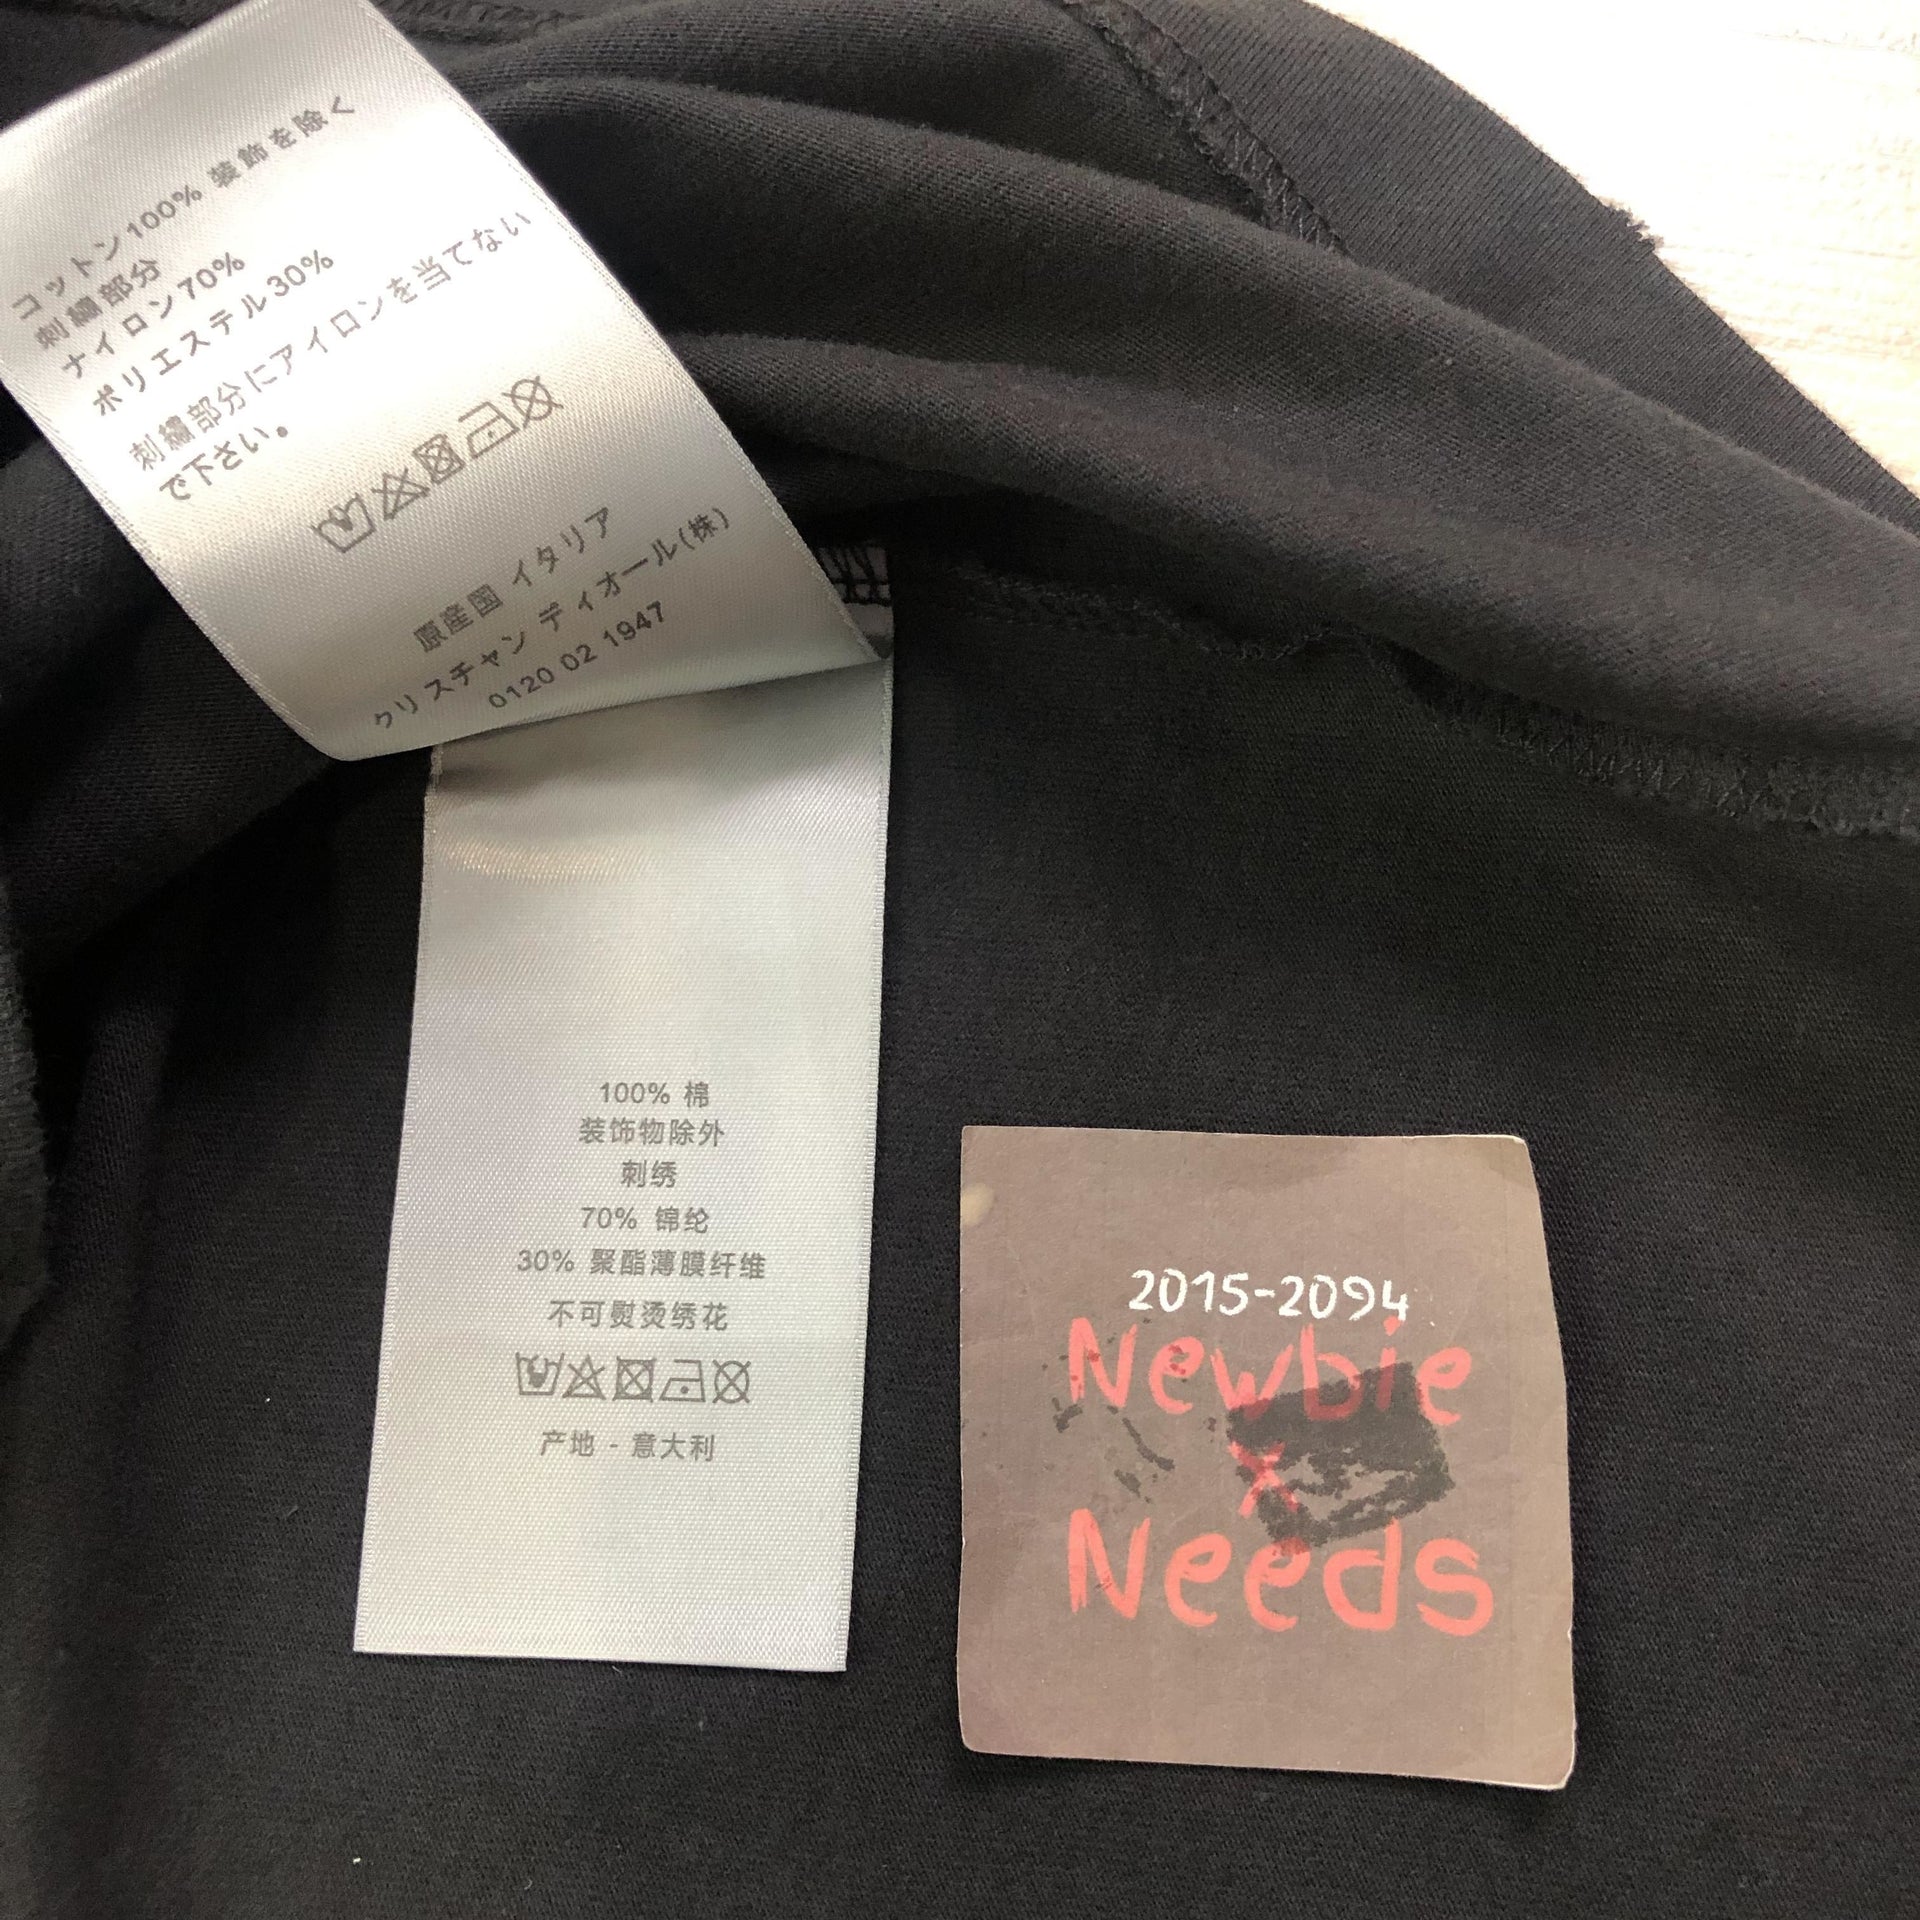 コットン100% 装飾を除く
刺繍部分
ナイロン70%
ポリエステル30%
刺繍部分にアイロンを当てない
で下さい。
原産国 イタリア
クリスチャン ディオール(株)
0120 02 1947
100% 棉
装饰物除外
刺绣
70% 锦纶
30% 聚酯薄膜纤维
不可熨烫绣花
产地 - 意大利
2015-2094
Newbie
x
Needs